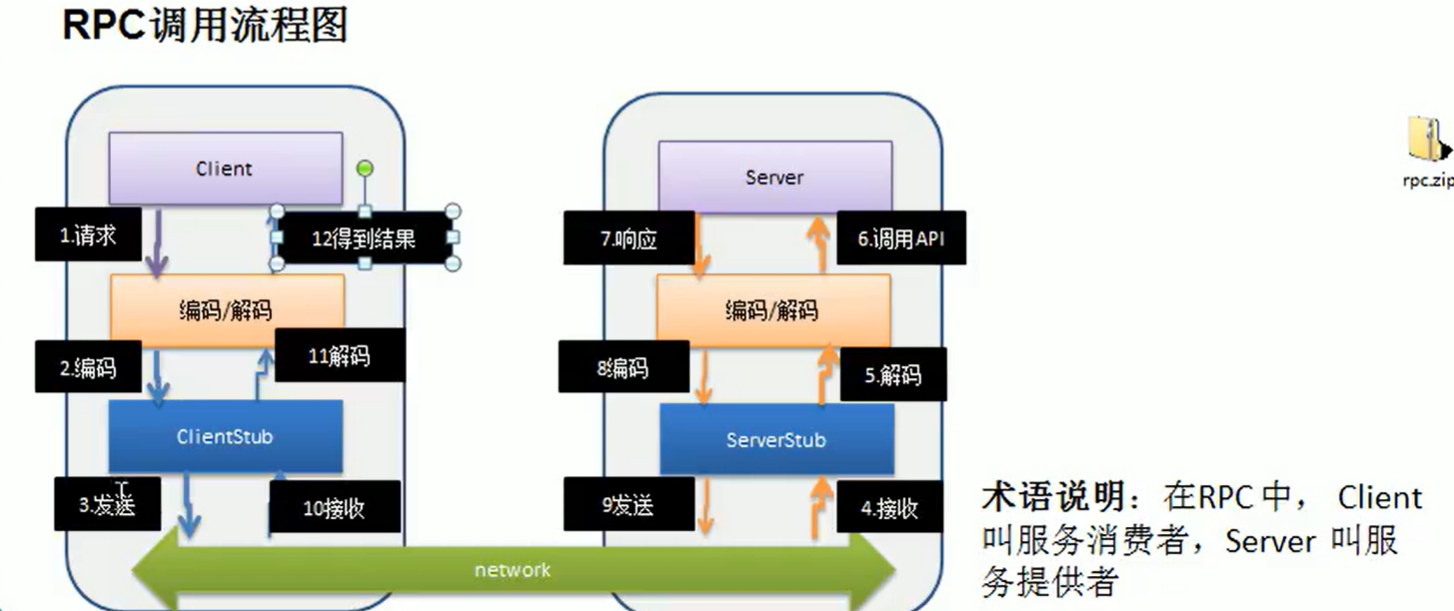 RPC调用流程图
Client
Server
1.请求
12得到结果
7.响应
6.调用API
编码/解码
编码/解码
2.编码
11解码
8编码
5.解码
ClientStub
ServerStub
3.发送
10接收
9发送
4.接收
network
术语说明：在RPC中， Client
叫服务消费者，Server 叫服
务提供者
rpc.zip